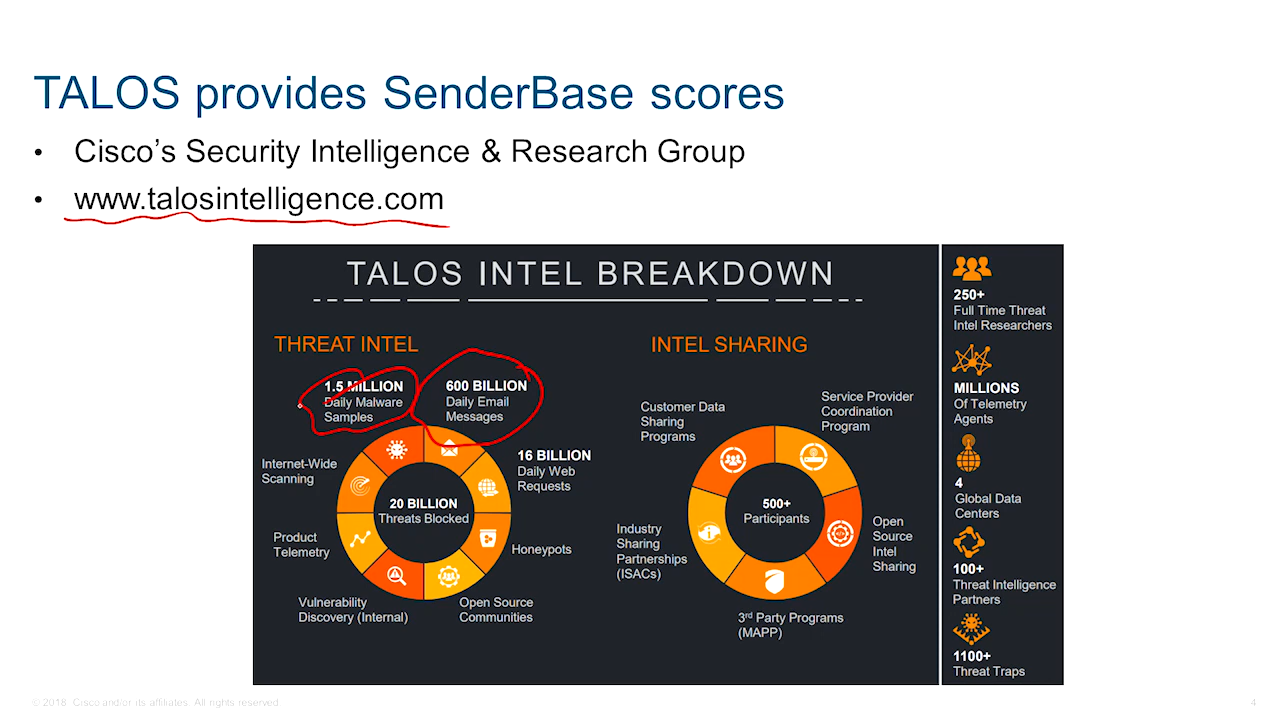 TALOS provides SenderBase scores
• Cisco’s Security Intelligence & Research Group
• www.talosintelligence.com
TALOS INTEL BREAKDOWN
THREAT INTEL
1.5 MILLION
Daily Malware
Samples
600 BILLION
Daily Email
Messages
16 BILLION
Daily Web
Requests
Internet-Wide
Scanning
20 BILLION
Threats Blocked
Product
Telemetry
Honeypots
Vulnerability
Discovery (Internal)
Open Source
Communities
INTEL SHARING
Customer Data
Sharing
Programs
Service Provider
Coordination
Program
500+
Participants
Industry
Sharing
Partnerships
(ISACs)
Open
Source
Intel
Sharing
3rd Party Programs
(MAPP)
250+
Full Time Threat
Intel Researchers
MILLIONS
Of Telemetry
Agents
4
Global Data
Centers
100+
Threat Intelligence
Partners
1100+
Threat Traps
© 2018 Cisco and/or its affiliates. All rights reserved.
4